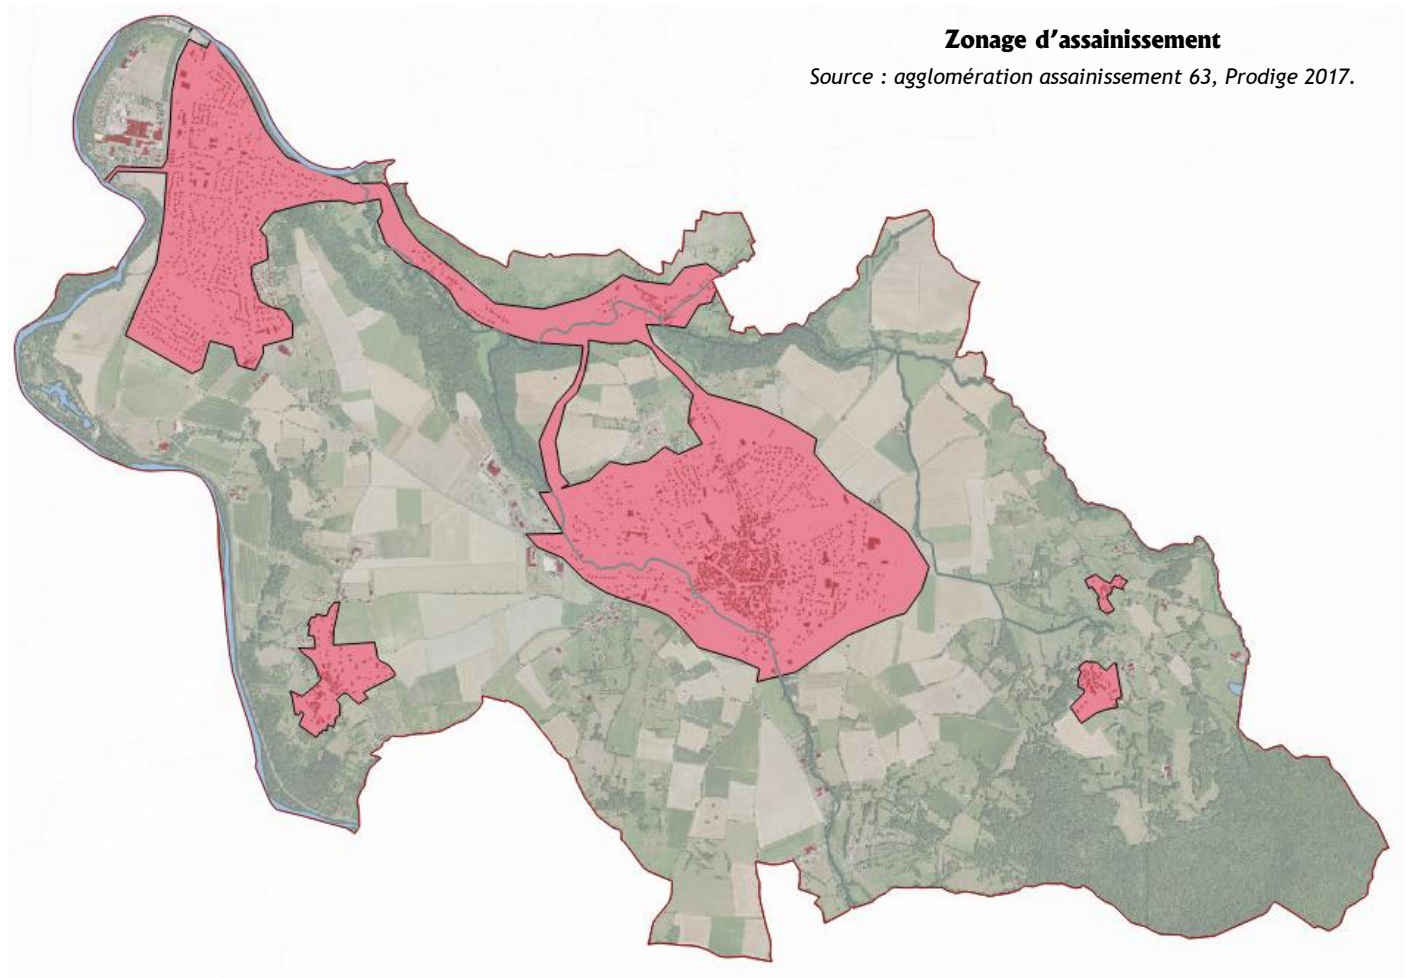 Zonage d’assainissement
Source : agglomération assainissement 63, Prodige 2017.